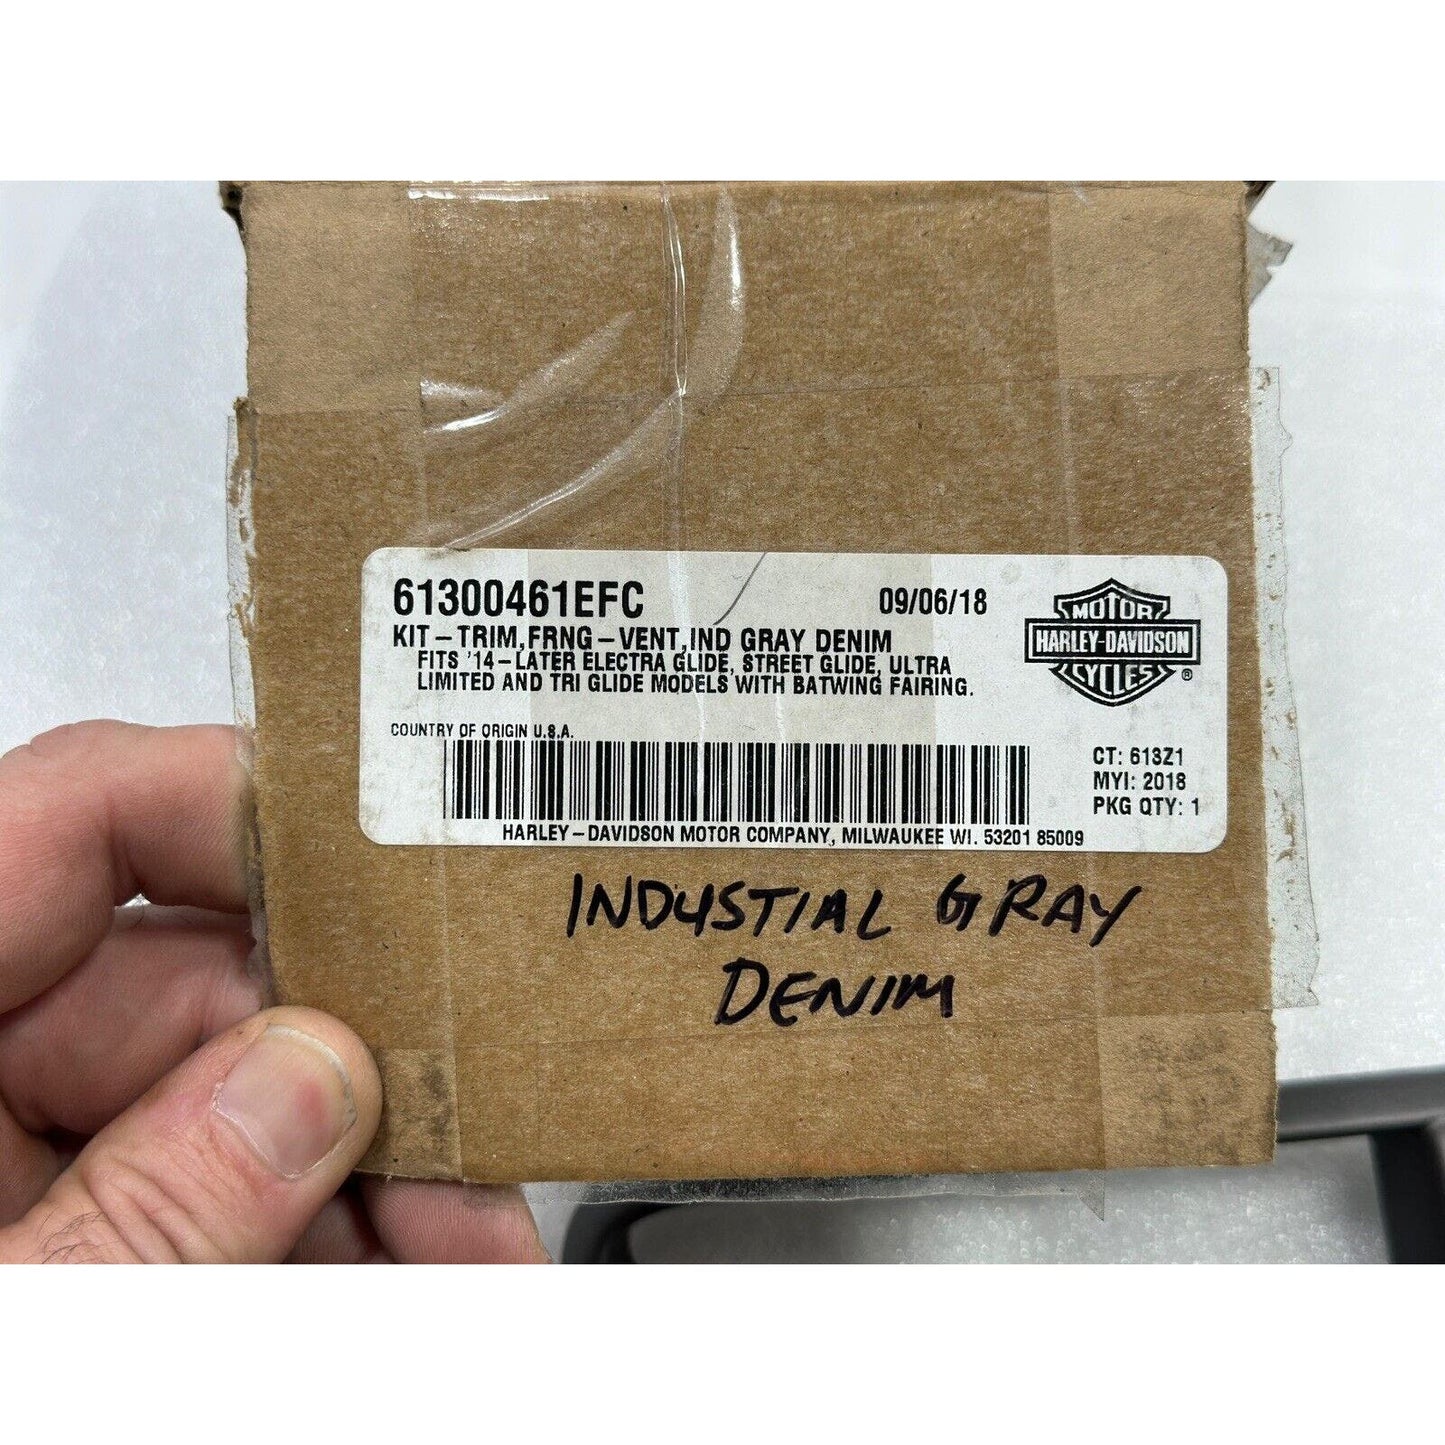 61300461EFC 09/06/18
KIT-TRIM,FRNG-VENT,IND GRAY DENIM
FITS '14-LATER ELECTRA GLIDE, STREET GLIDE, ULTRA
LIMITED AND TRI GLIDE MODELS WITH BATWING FAIRING.
MOTOR
HARLEY-DAVIDSON
CYCLES ®
COUNTRY OF ORIGIN U.S.A.
CT: 613Z1
MYI: 2018
PKG QTY: 1
HARLEY-DAVIDSON MOTOR COMPANY, MILWAUKEE WI. 53201 85009
INDUSTIAL GRAY
DENIM